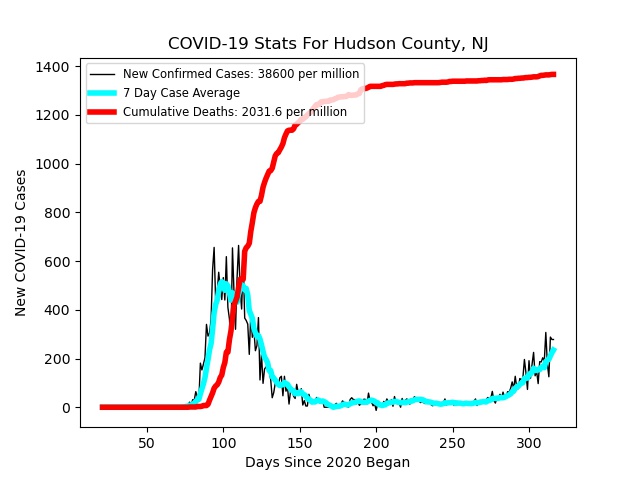 COVID-19 Stats For Hudson County, NJ
New Confirmed Cases: 38600 per million
7 Day Case Average
Cumulative Deaths: 2031.6 per million
New COVID-19 Cases
1400
1200
1000
800
600
400
200
0
50 100 150 200 250 300
Days Since 2020 Began